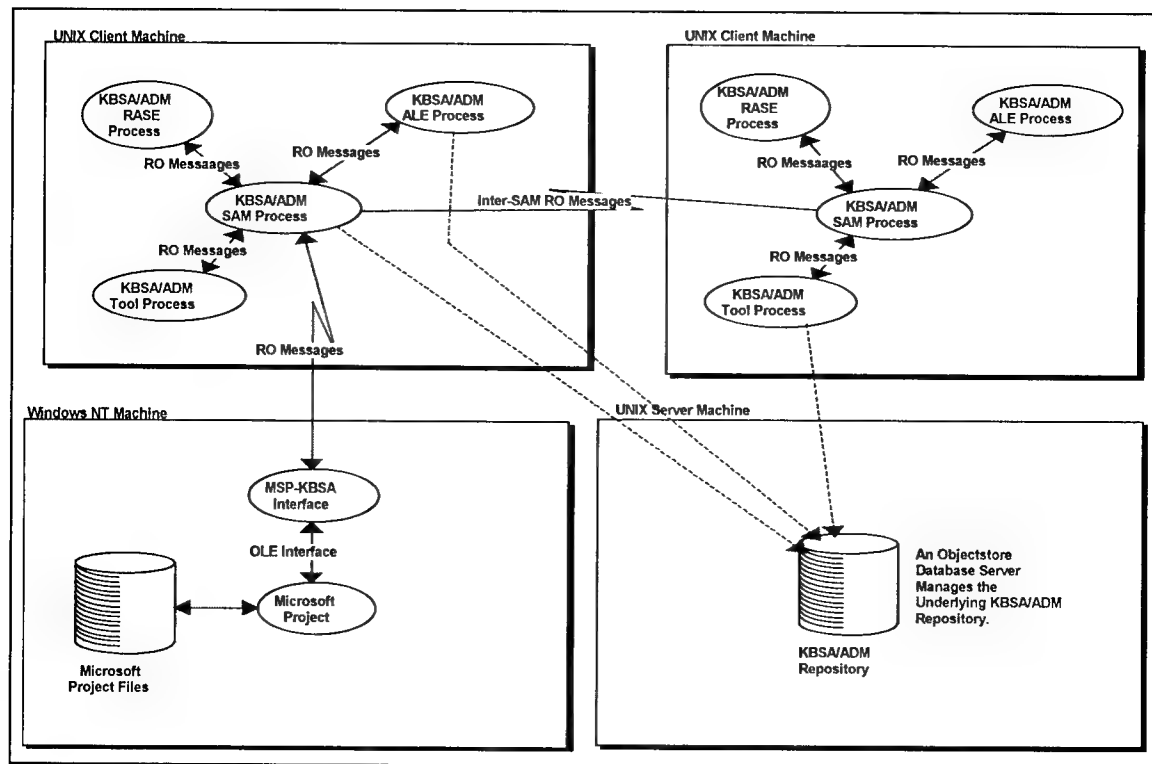 UNIX Client Machine
KBSA/ADM
RASE
Process
KBSA/ADM
ALE Process
RO Messaages
RO Messages
KBSA/ADM
SAM Process
RO Messages
KBSA/ADM
Tool Process
RO Messages
Inter-SAM RO Messages
UNIX Client Machine
KBSA/ADM
RASE
Process
KBSA/ADM
ALE Process
RO Messaages
RO Messages
KBSA/ADM
SAM Process
RO Messages
KBSA/ADM
Tool Process
Windows NT Machine
MSP-KBSA
Interface
OLE Interface
Microsoft
Project
Microsoft
Project Files
UNIX Server Machine
An Objectstore
Database Server
Manages the
Underlying KBSA/ADM
Repository.
KBSA/ADM
Repository